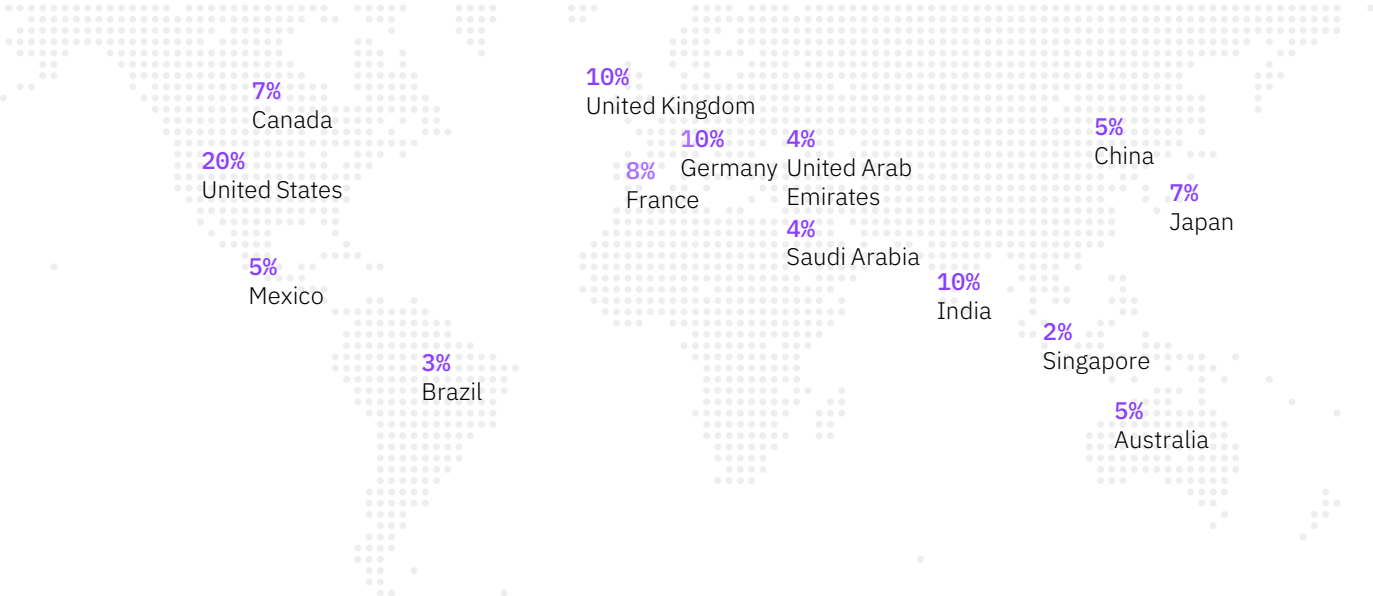 7%
Canada
20%
United States
5%
Mexico
3%
Brazil
10%
United Kingdom
10%
Germany
8%
France
4%
United Arab
Emirates
4%
Saudi Arabia
10%
India
5%
China
7%
Japan
2%
Singapore
5%
Australia